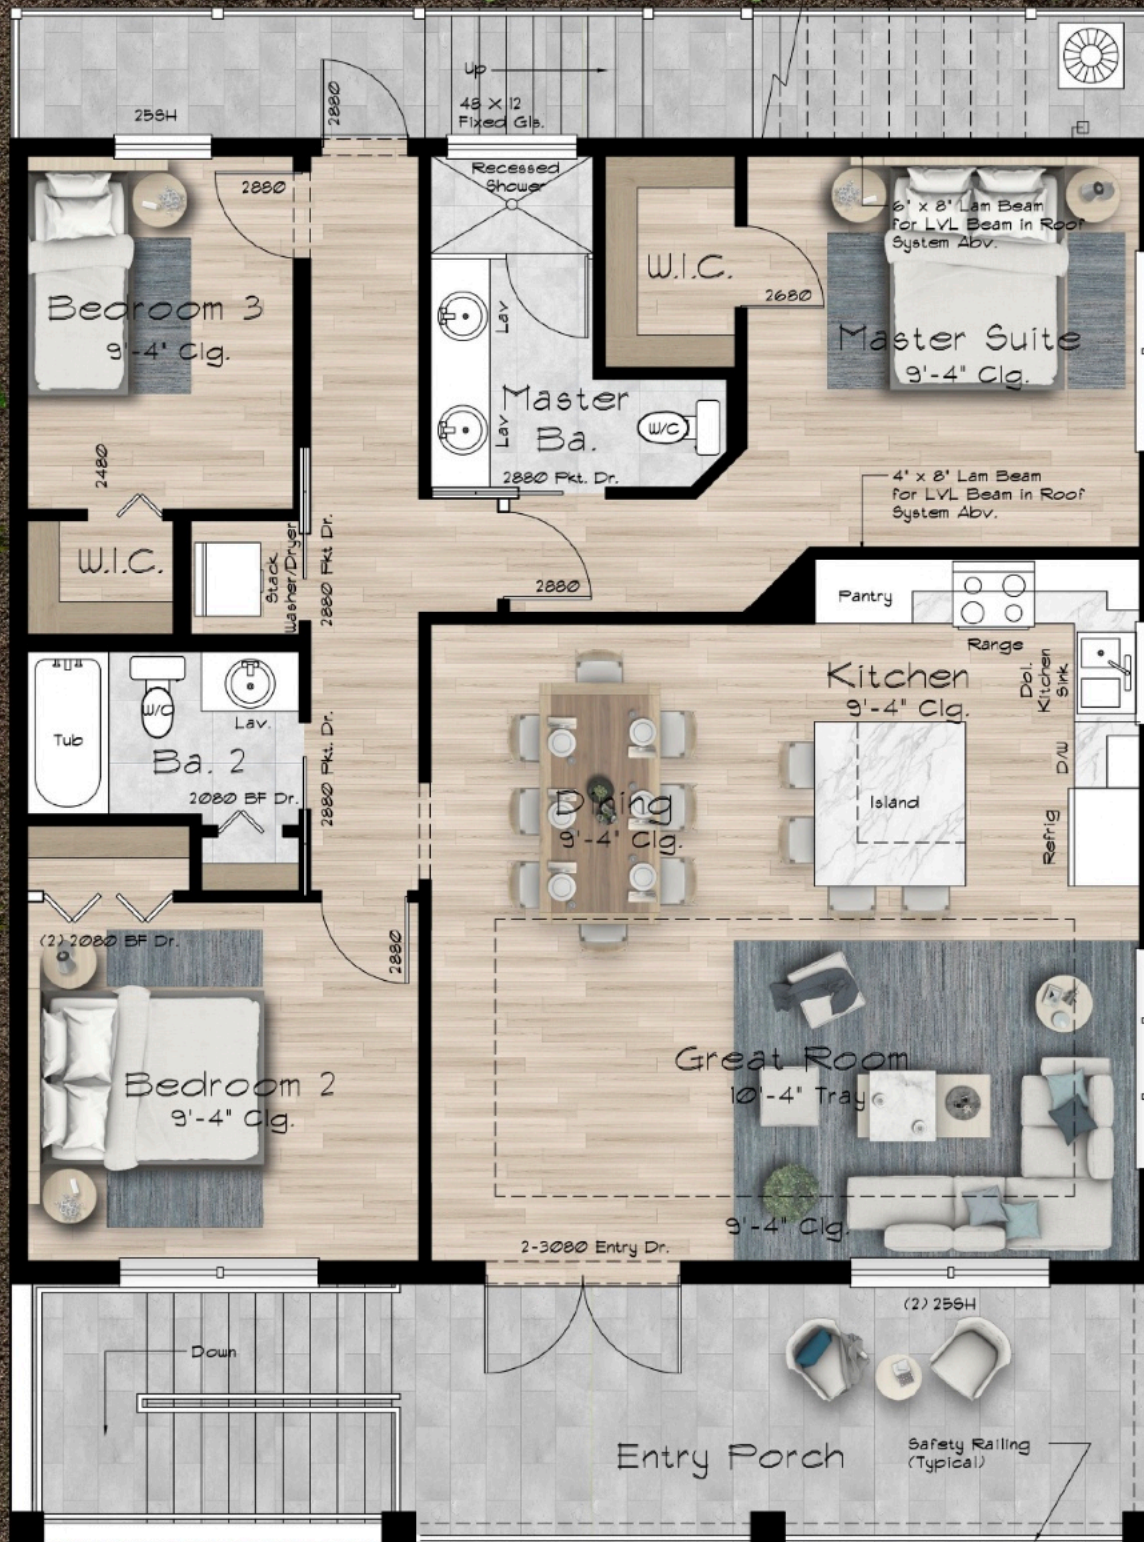 Up
2880
25SH
48 X 12
Fixed Gls.
Recessed
Shower
2880
6" x 8" Lam Beam
for LVL Beam in Roof
System Abv.
W.I.C.
2680
Bedroom 3
9'-4" Clg.
Lav
Master Suite
9'-4" Clg.
Master
Ba.
Lav
W/C
2480
2880 Pkt. Dr.
4" x 8" Lam Beam
for LVL Beam in Roof
System Abv.
W.I.C.
Stack
Washer/Dryer
2880 Pkt Dr.
2880
Pantry
Range
Dbl.
Kitchen
Sink
Kitchen
9'-4" Clg.
Tub
W/C
Lav.
Ba. 2
2880 Pkt. Dr.
2080 BF Dr.
D/W
Island
Refrig
Dining
9'-4" Clg.
(2) 2080 BF Dr.
2880
Great Room
10'-4" Tray
Bedroom 2
9'-4" Clg.
9'-4" Clg.
2-3080 Entry Dr.
(2) 25SH
Down
Entry Porch
Safety Railing
(Typical)